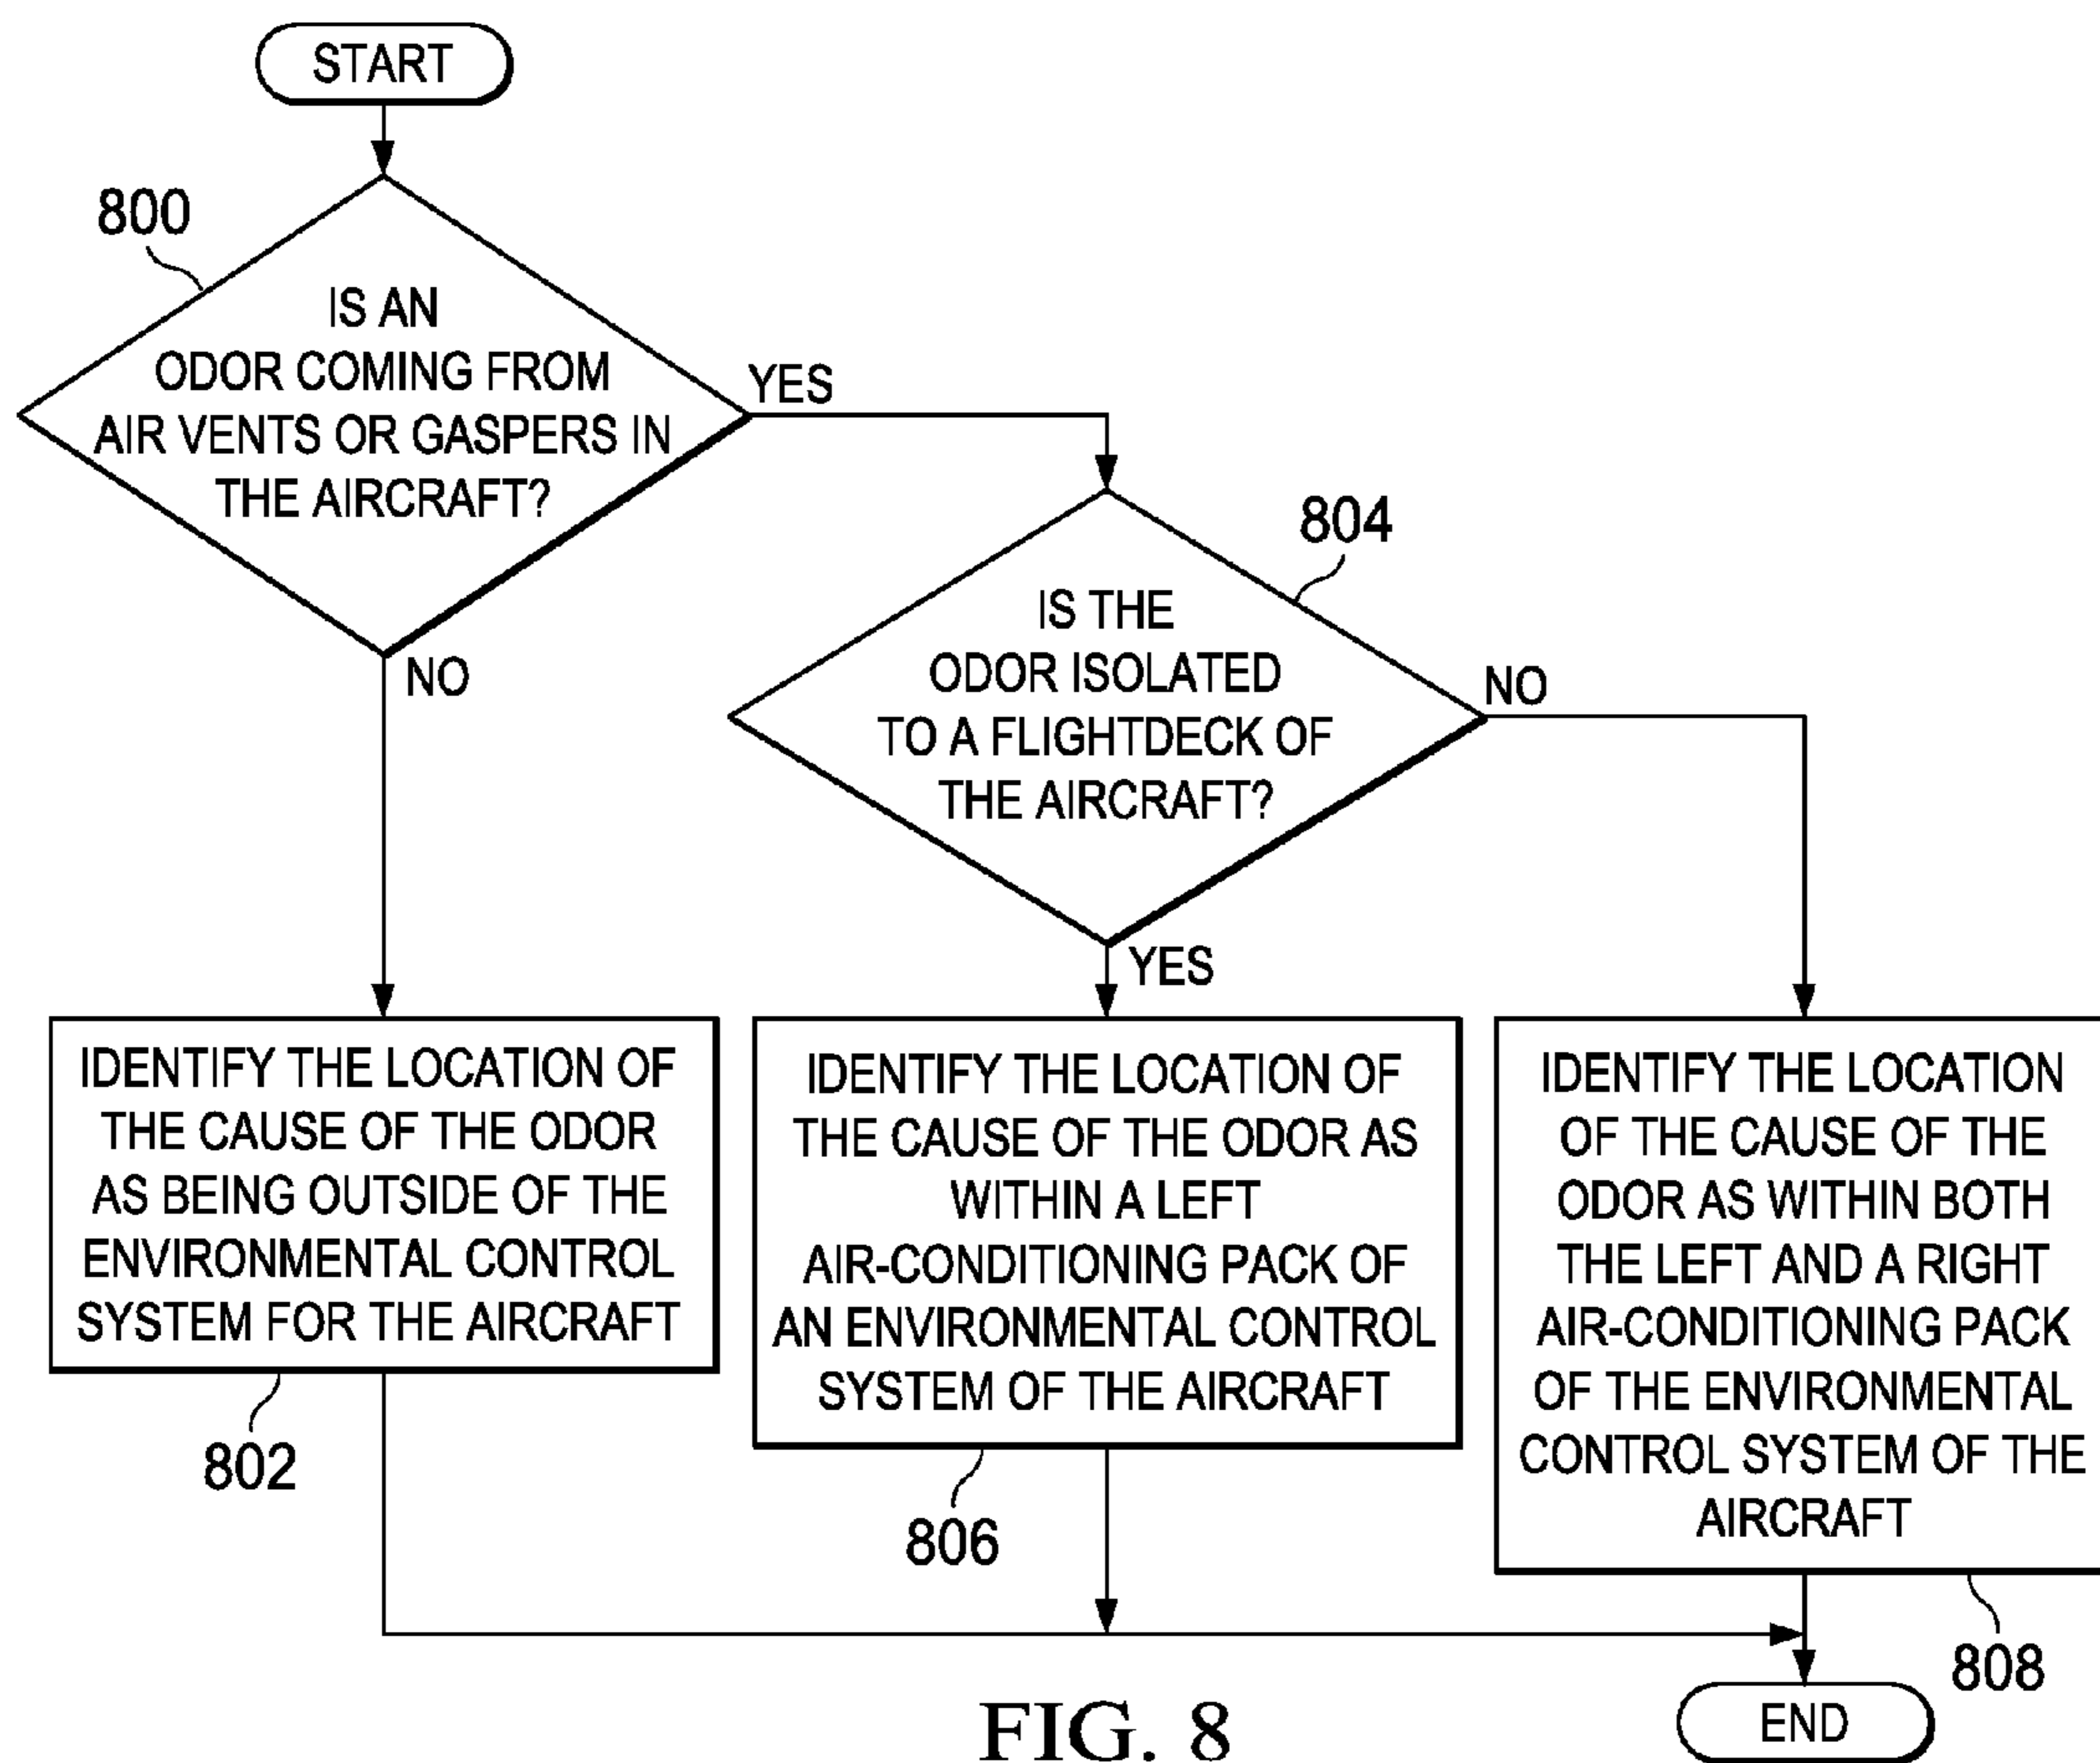 START
800
IS AN
ODOR COMING FROM
AIR VENTS OR GASPERS IN
THE AIRCRAFT?
YES
NO
804
IS THE
ODOR ISOLATED
TO A FLIGHTDECK OF
THE AIRCRAFT?
NO
YES
IDENTIFY THE LOCATION OF
THE CAUSE OF THE ODOR
AS BEING OUTSIDE OF THE
ENVIRONMENTAL CONTROL
SYSTEM FOR THE AIRCRAFT
802
IDENTIFY THE LOCATION OF
THE CAUSE OF THE ODOR AS
WITHIN A LEFT
AIR-CONDITIONING PACK OF
AN ENVIRONMENTAL CONTROL
SYSTEM OF THE AIRCRAFT
806
IDENTIFY THE LOCATION
OF THE CAUSE OF THE
ODOR AS WITHIN BOTH
THE LEFT AND A RIGHT
AIR-CONDITIONING PACK
OF THE ENVIRONMENTAL
CONTROL SYSTEM OF THE
AIRCRAFT
808
END
FIG. 8